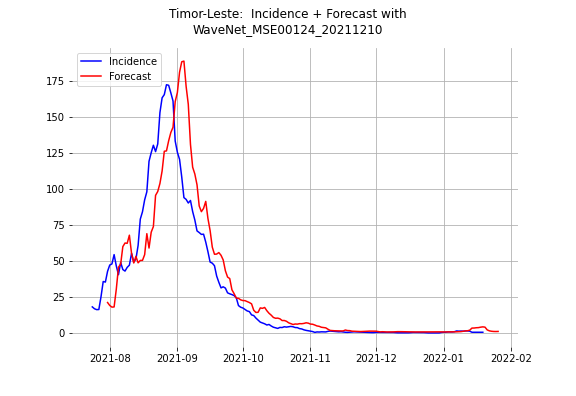 Timor-Leste:  Incidence + Forecast with
WaveNet_MSE00124_20211210
Incidence
Forecast
175
150
125
100
75
50
25
0
2021-08 2021-09 2021-10 2021-11 2021-12 2022-01 2022-02